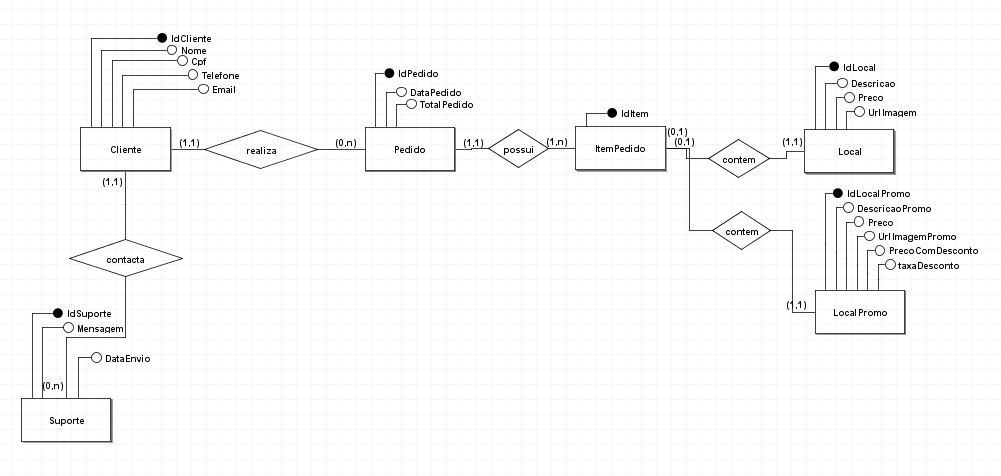 IdCliente
Nome
Cpf
Telefone
Email
Cliente
(1,1)
realiza
(0,n)
IdPedido
DataPedido
TotalPedido
Pedido
(1,1)
possui
(1,n)
IdItem
ItemPedido
(0,1)
(0,1)
contem
(1,1)
IdLocal
Descricao
Preco
UrlImagem
Local
contem
(1,1)
IdLocalPromo
DescricaoPromo
Preco
UrlImagemPromo
PrecoComDesconto
taxaDesconto
LocalPromo
(1,1)
contacta
IdSuporte
Mensagem
DataEnvio
(0,n)
Suporte